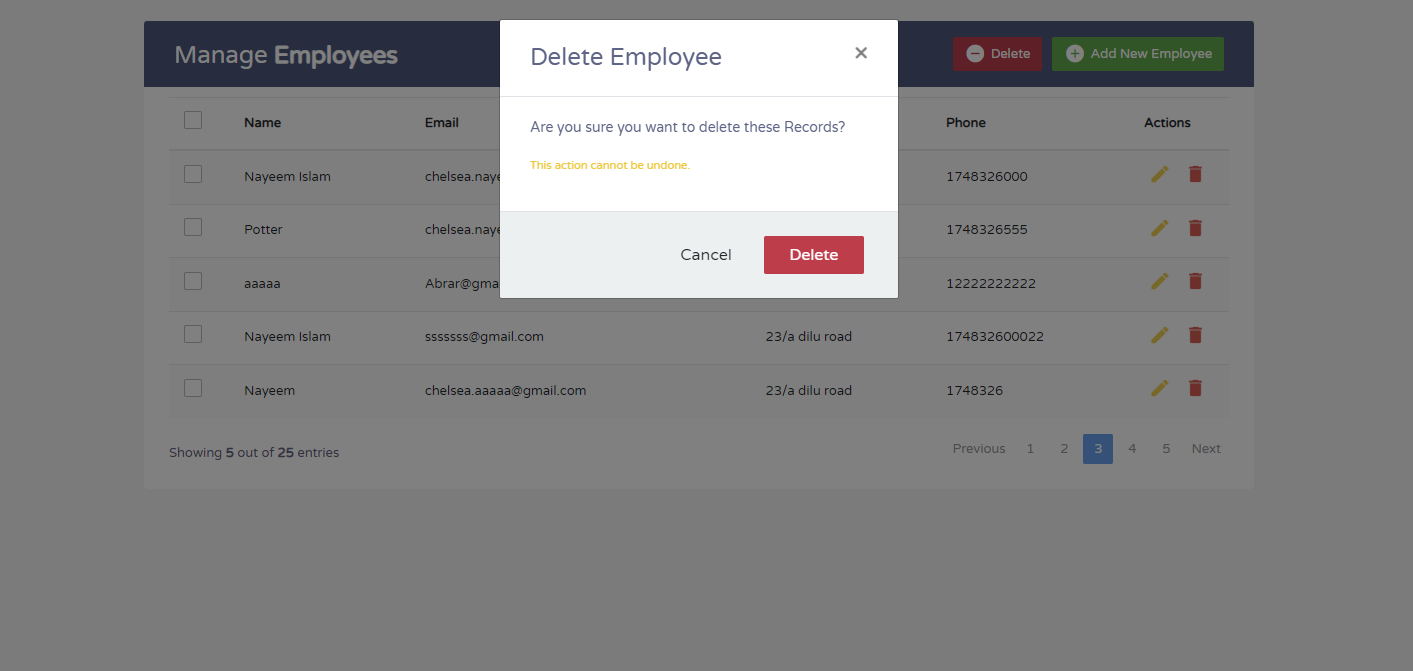 Manage Employees
Delete
Add New Employee
Delete Employee
×
Are you sure you want to delete these Records?
This action cannot be undone.
Cancel
Delete
Name Email Phone Actions
Nayeem Islam chelsea.naye 1748326000
Potter chelsea.naye 1748326555
aaaaa Abrar@gma 12222222222
Nayeem Islam sssssss@gmail.com 23/a dilu road 174832600022
Nayeem chelsea.aaaaa@gmail.com 23/a dilu road 1748326
Showing 5 out of 25 entries
Previous 1 2 3 4 5 Next